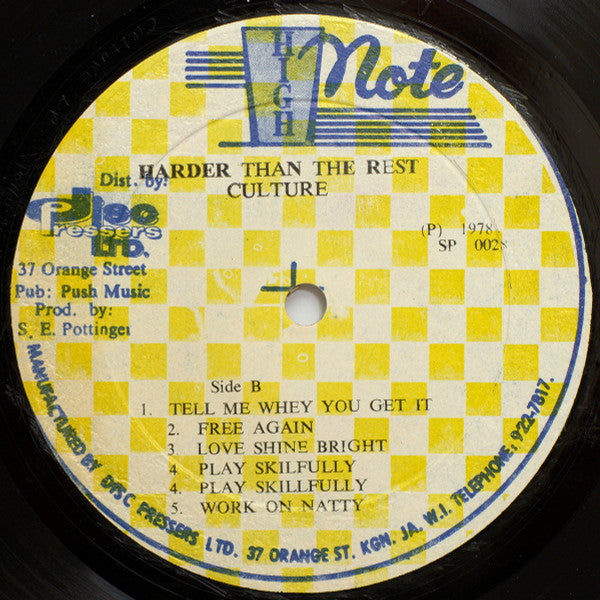 HIGH Note
HARDER THAN THE REST
CULTURE
Dist. by:
Disc
Pressers
LTD.
(P) 1978
SP 0028
37 Orange Street
Pub: Push Music
Prod. by:
S. E. Pottinger
Side B
1. TELL ME WHEY YOU GET IT
2. FREE AGAIN
3. LOVE SHINE BRIGHT
4. PLAY SKILFULLY
4. PLAY SKILLFULLY
5. WORK ON NATTY
MANUFACTURED BY DISC PRESSERS LTD. 37 ORANGE ST. KGN. JA. W.I. TELEPHONE: 922-7817.